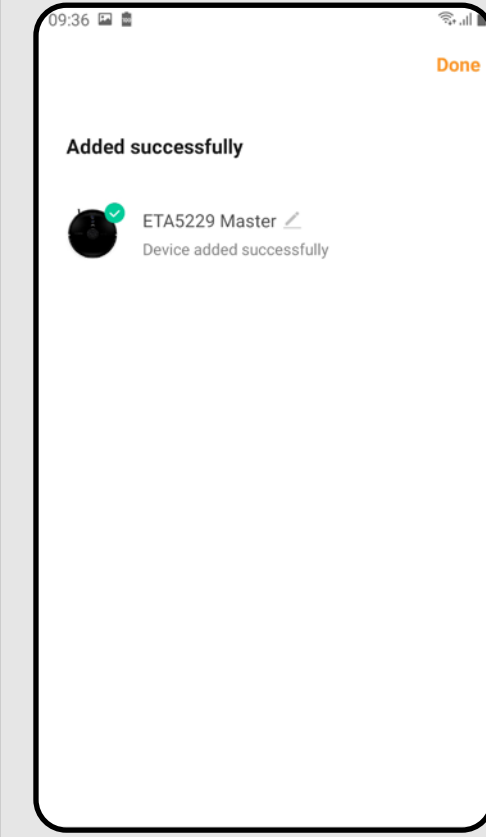 09:36
Done
Added successfully
ETA5229 Master
Device added successfully